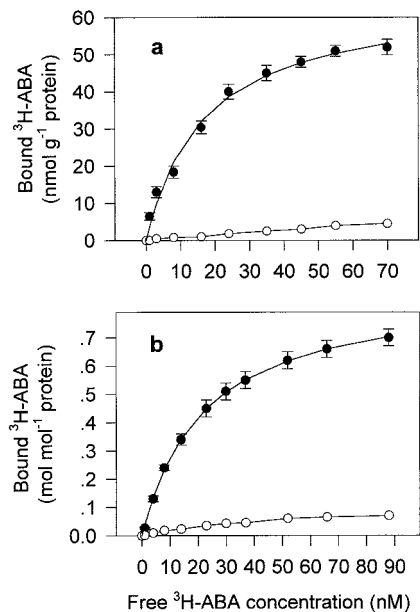 a
Bound ³H-ABA
(nmol g⁻¹ protein)
60
50
40
30
20
10
0
0 10 20 30 40 50 60 70
b
Bound ³H-ABA
(mol mol⁻¹ protein)
.7
.6
.5
.4
.3
.2
.1
0.0
0 10 20 30 40 50 60 70 80 90
Free ³H-ABA concentration (nM)